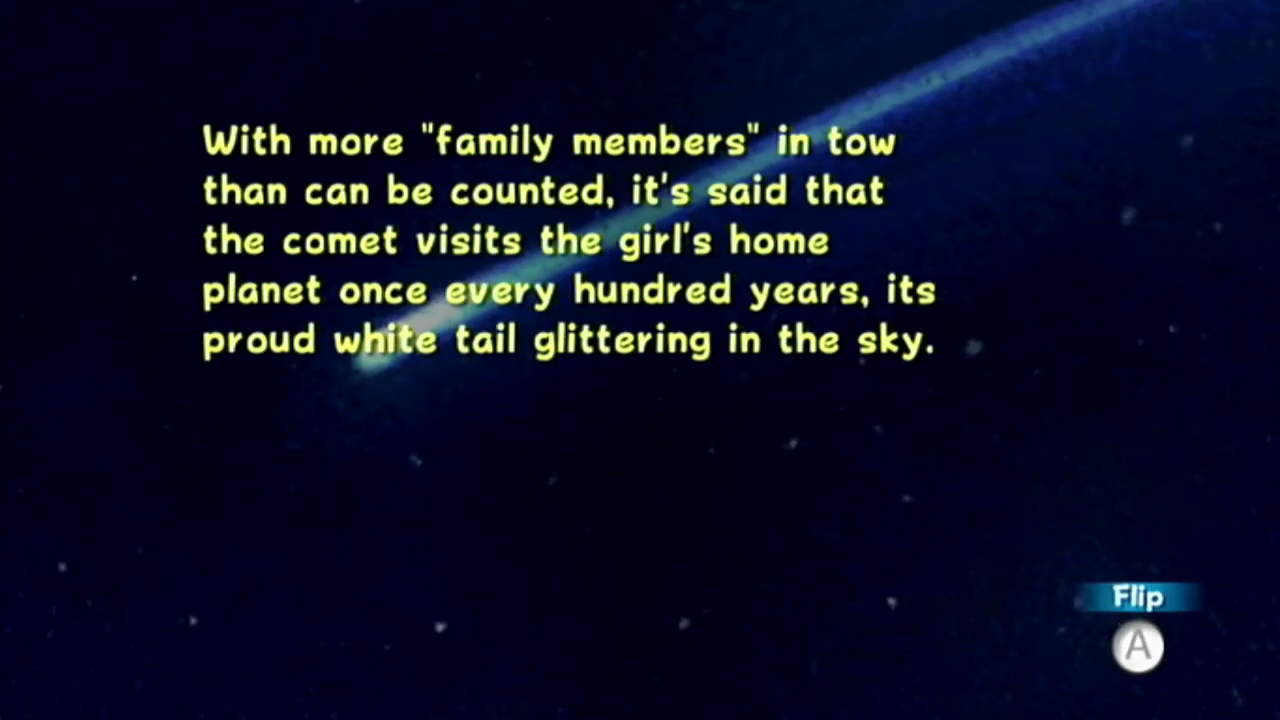 With more "family members" in tow
than can be counted, it's said that
the comet visits the girl's home
planet once every hundred years, its
proud white tail glittering in the sky.
Flip
A